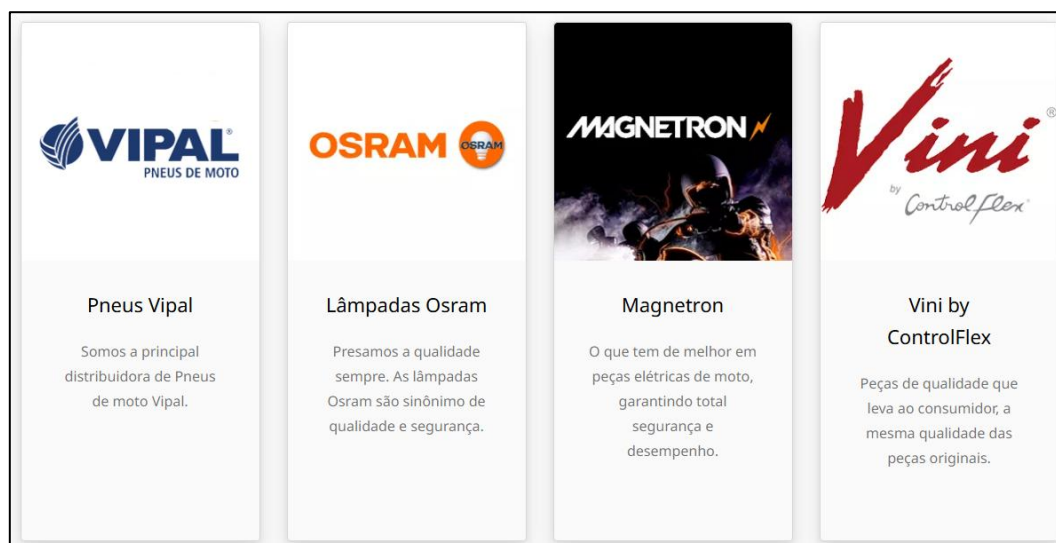 VIPAL®
PNEUS DE MOTO
Pneus Vipal
Somos a principal
distribuidora de Pneus
de moto Vipal.
OSRAM OSRAM
Lâmpadas Osram
Presamos a qualidade
sempre. As lâmpadas
Osram são sinônimo de
qualidade e segurança.
MAGNETRON
Magnetron
O que tem de melhor em
peças elétricas de moto,
garantindo total
segurança e
desempenho.
Vini®
by ControlFlex
Vini by
ControlFlex
Peças de qualidade que
leva ao consumidor, a
mesma qualidade das
peças originais.